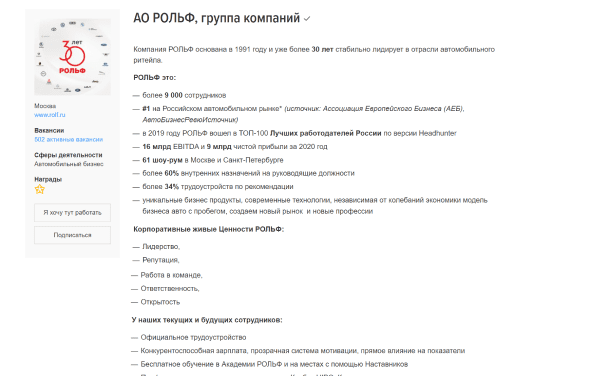 АО РОЛЬФ, группа компаний
30 лет
РОЛЬФ
Москва
www.rolf.ru
Вакансии
502 активные вакансии
Сферы деятельности
Автомобильный бизнес
Награды
Я хочу тут работать
Подписаться
Компания РОЛЬФ основана в 1991 году и уже более 30 лет стабильно лидирует в отрасли автомобильного
ритейла.
РОЛЬФ это:
— более 9 000 сотрудников
— #1 на Российском автомобильном рынке* (источник: Ассоциация Европейского Бизнеса (АЕБ),
АвтоБизнесРевюИсточник)
— в 2019 году РОЛЬФ вошел в ТОП-100 Лучших работодателей России по версии Headhunter
— 16 млрд EBITDA и 9 млрд чистой прибыли за 2020 год
— 61 шоу-рум в Москве и Санкт-Петербурге
— более 60% внутренних назначений на руководящие должности
— более 34% трудоустройств по рекомендации
— уникальные бизнес продукты, современные технологии, независимая от колебаний экономики модель
бизнеса авто с пробегом, создаем новый рынок и новые профессии
Корпоративные живые Ценности РОЛЬФ:
— Лидерство,
— Репутация,
— Работа в команде,
— Ответственность,
— Открытость
У наших текущих и будущих сотрудников:
— Официальное трудоустройство
— Конкурентоспособная зарплата, прозрачная система мотивации, прямое влияние на показатели
— Бесплатное обучение в Академии РОЛЬФ и на местах с помощью Наставников